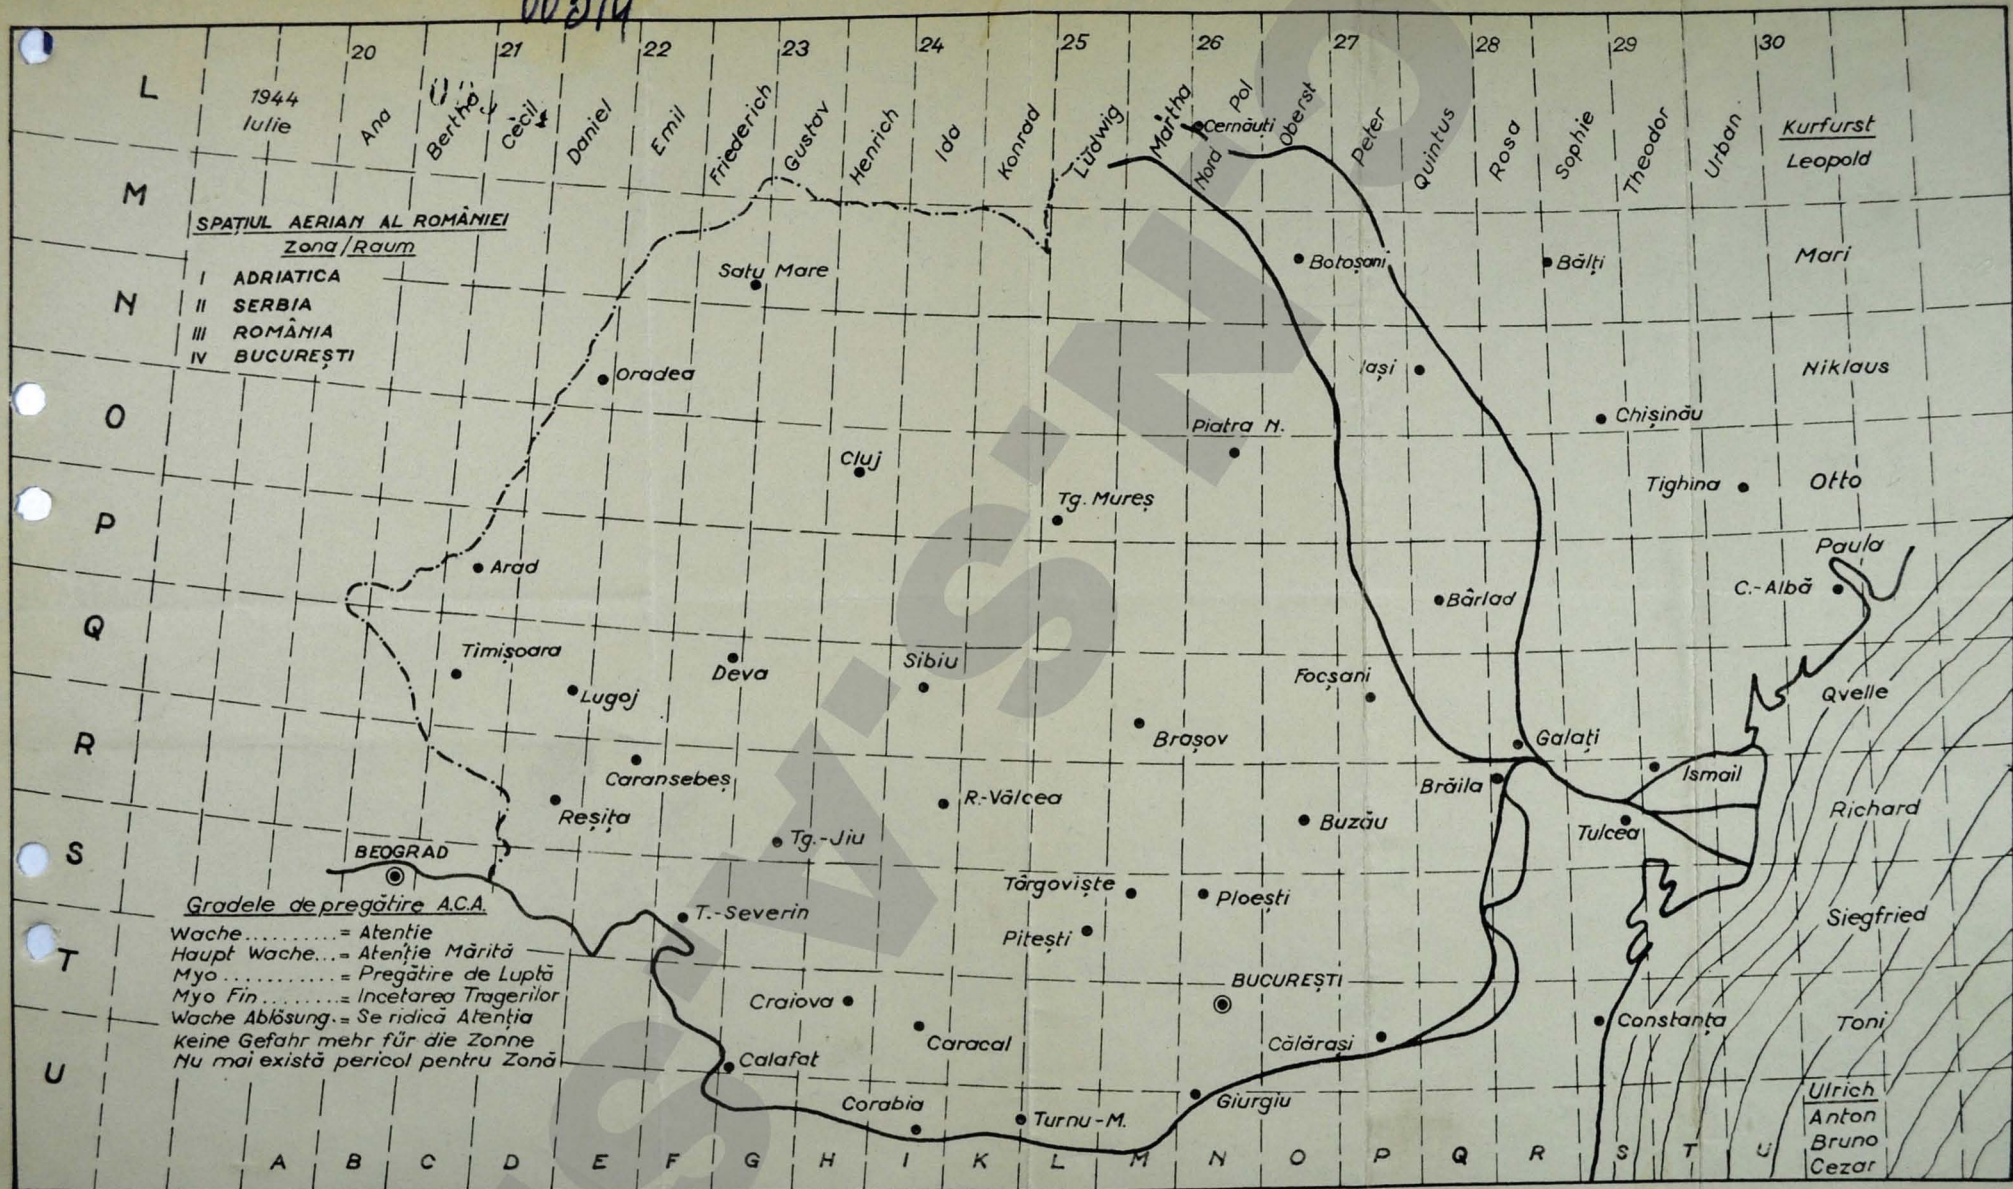 20 21 22 23 24 25 26 27 28 29 30
L
1944
Iulie
Ana
Bertha
Cecil
Daniel
Emil
Friederich
Gustav
Henrich
Ida
Konrad
Ludwig
Martha
Nord Pol
Oberst
Peter
Quintus
Rosa
Sophie
Theodor
Urban
Kurfurst
Leopold
Cernăuți
M
SPAȚIUL AERIAN AL ROMÂNIEI
Zona/Raum
I ADRIATICA
II SERBIA
III ROMÂNIA
IV BUCUREȘTI
Satu Mare
Botoșani
Bălți
Mari
N
Oradea
Iași
Niklaus
O
Chișinău
Piatra N.
Cluj
Tighina
Otto
Tg. Mureș
P
Paula
Arad
C.-Albă
Bârlad
Q
Timișoara
Lugoj
Deva
Sibiu
Focșani
Qvelle
R
Brașov
Galați
Caransebeș
Brăila
Ismail
Reșița
R.-Vâlcea
Buzău
Tulcea
Richard
Tg.-Jiu
S
BEOGRAD
Târgoviște
Ploești
T.-Severin
Pitești
Siegfried
Gradele de pregătire A.C.A.
Wache.......... = Atentie
Haupt Wache... = Atenție Mărită
Myo ........... = Pregătire de Luptă
Myo Fin ........ = Incetarea Tragerilor
Wache Ablösung. = Se ridică Atenția
Keine Gefahr mehr für die Zonne
Nu mai există pericol pentru Zonă
T
BUCUREȘTI
Craiova
Caracal
Călărași
Constanța
Toni
U
Calafat
Corabia
Turnu-M.
Giurgiu
Ulrich
Anton
Bruno
Cezar
A B C D E F G H I K L M N O P Q R S T U